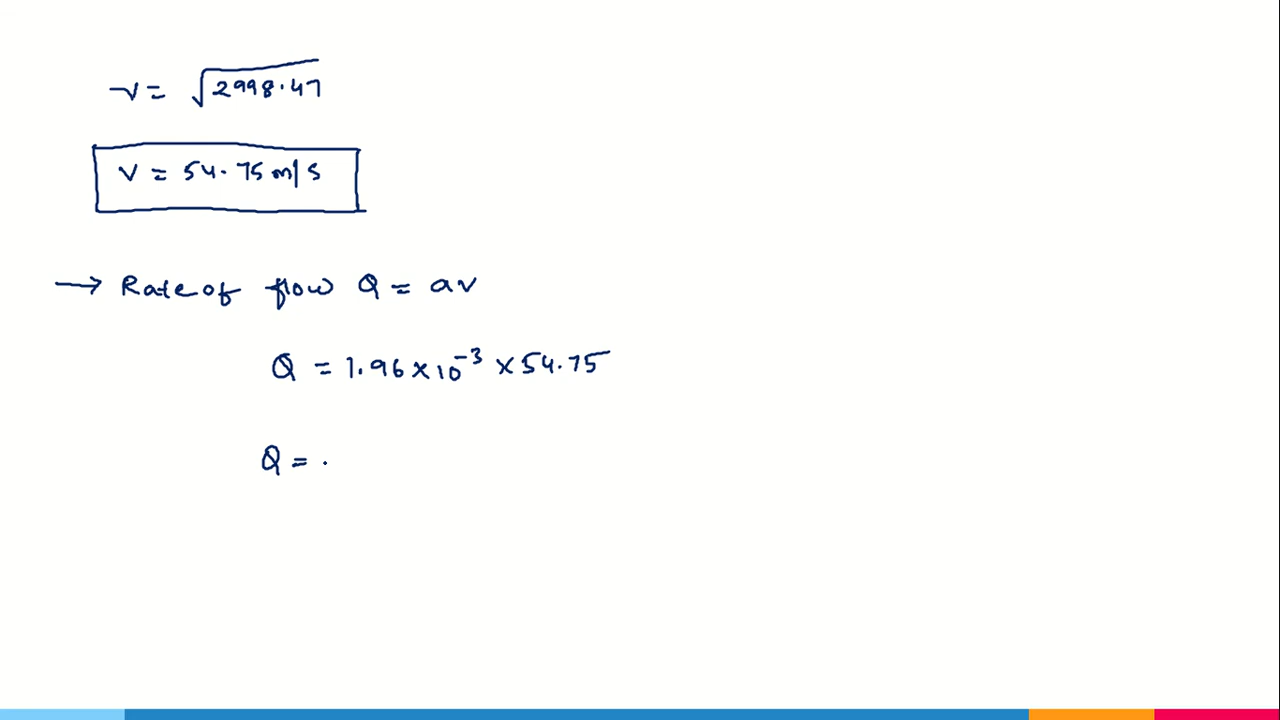 v = √2998.47
v = 54.75 m/s
→ Rate of flow Q = av
Q = 1.96 × 10⁻³ × 54.75
Q = .